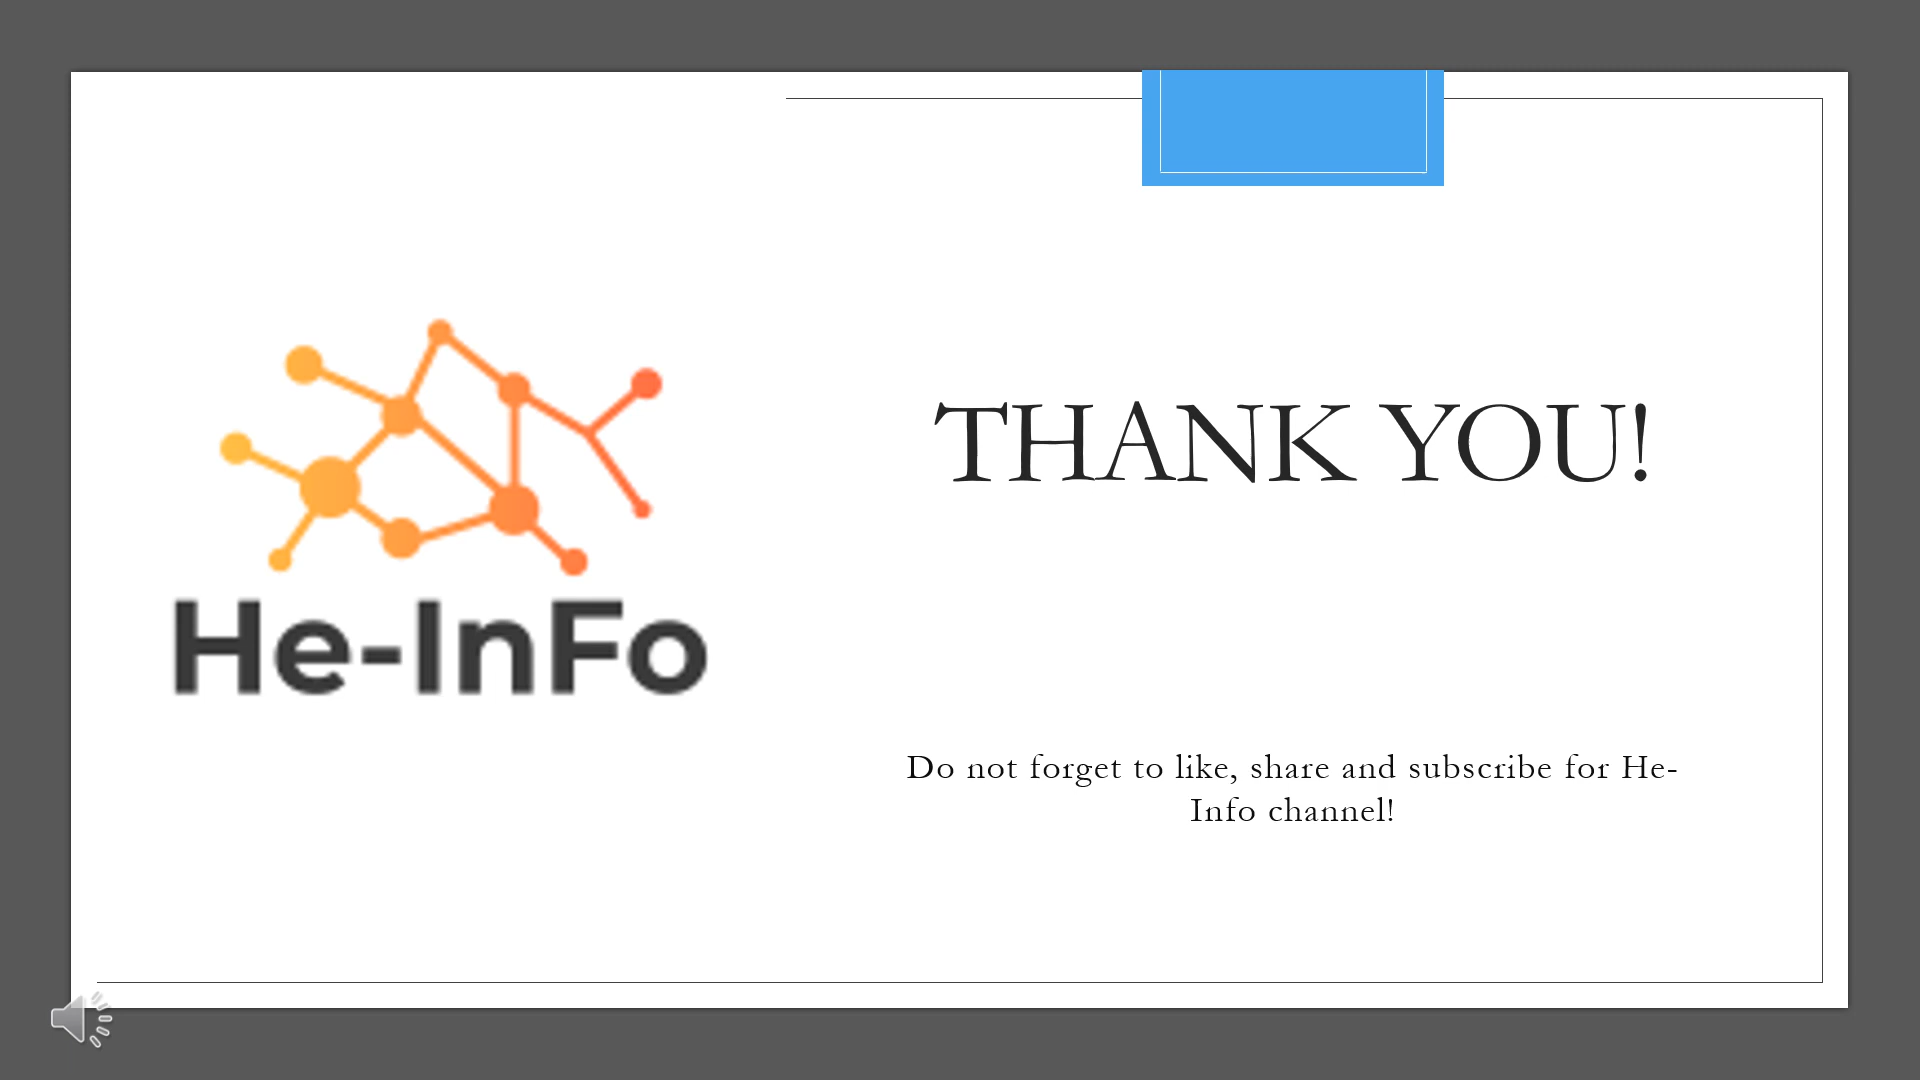 He-InFo
THANK YOU!
Do not forget to like, share and subscribe for He-
Info channel!